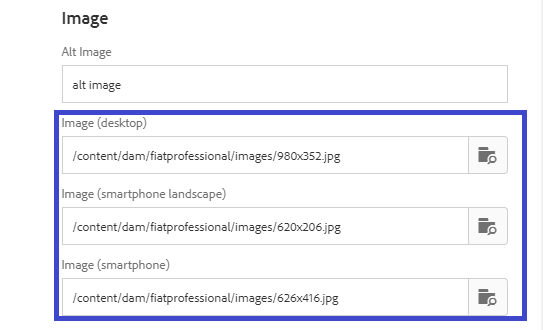 Image
Alt Image
alt image
Image (desktop)
/content/dam/fiatprofessional/images/980x352.jpg
Image (smartphone landscape)
/content/dam/fiatprofessional/images/620x206.jpg
Image (smartphone)
/content/dam/fiatprofessional/images/626x416.jpg